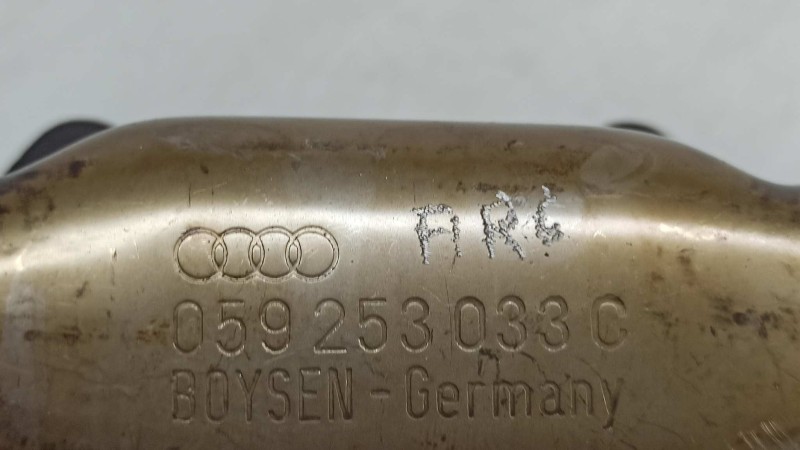 ARG
059 253 033 C
BOYSEN - Germany